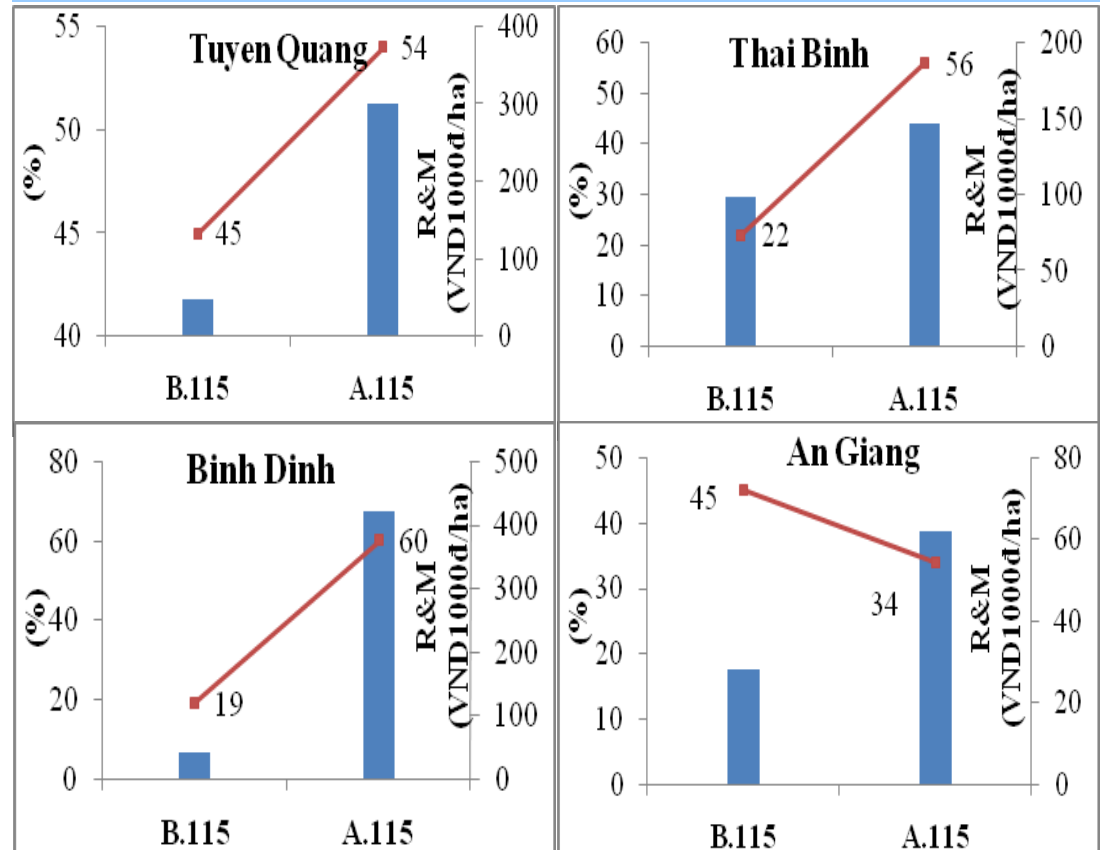 Tuyen Quang
55
50
45
40
(%)
400
300
200
100
0
R&M
(VND1000đ/ha)
45
54
B.115
A.115
Thai Binh
60
50
40
30
20
10
0
(%)
200
150
100
50
0
R&M
(VND1000đ/ha)
22
56
B.115
A.115
Binh Dinh
80
60
40
20
0
(%)
500
400
300
200
100
0
R&M
(VND1000đ/ha)
19
60
B.115
A.115
An Giang
50
40
30
20
10
0
(%)
80
60
40
20
0
R&M
(VND1000đ/ha)
45
34
B.115
A.115